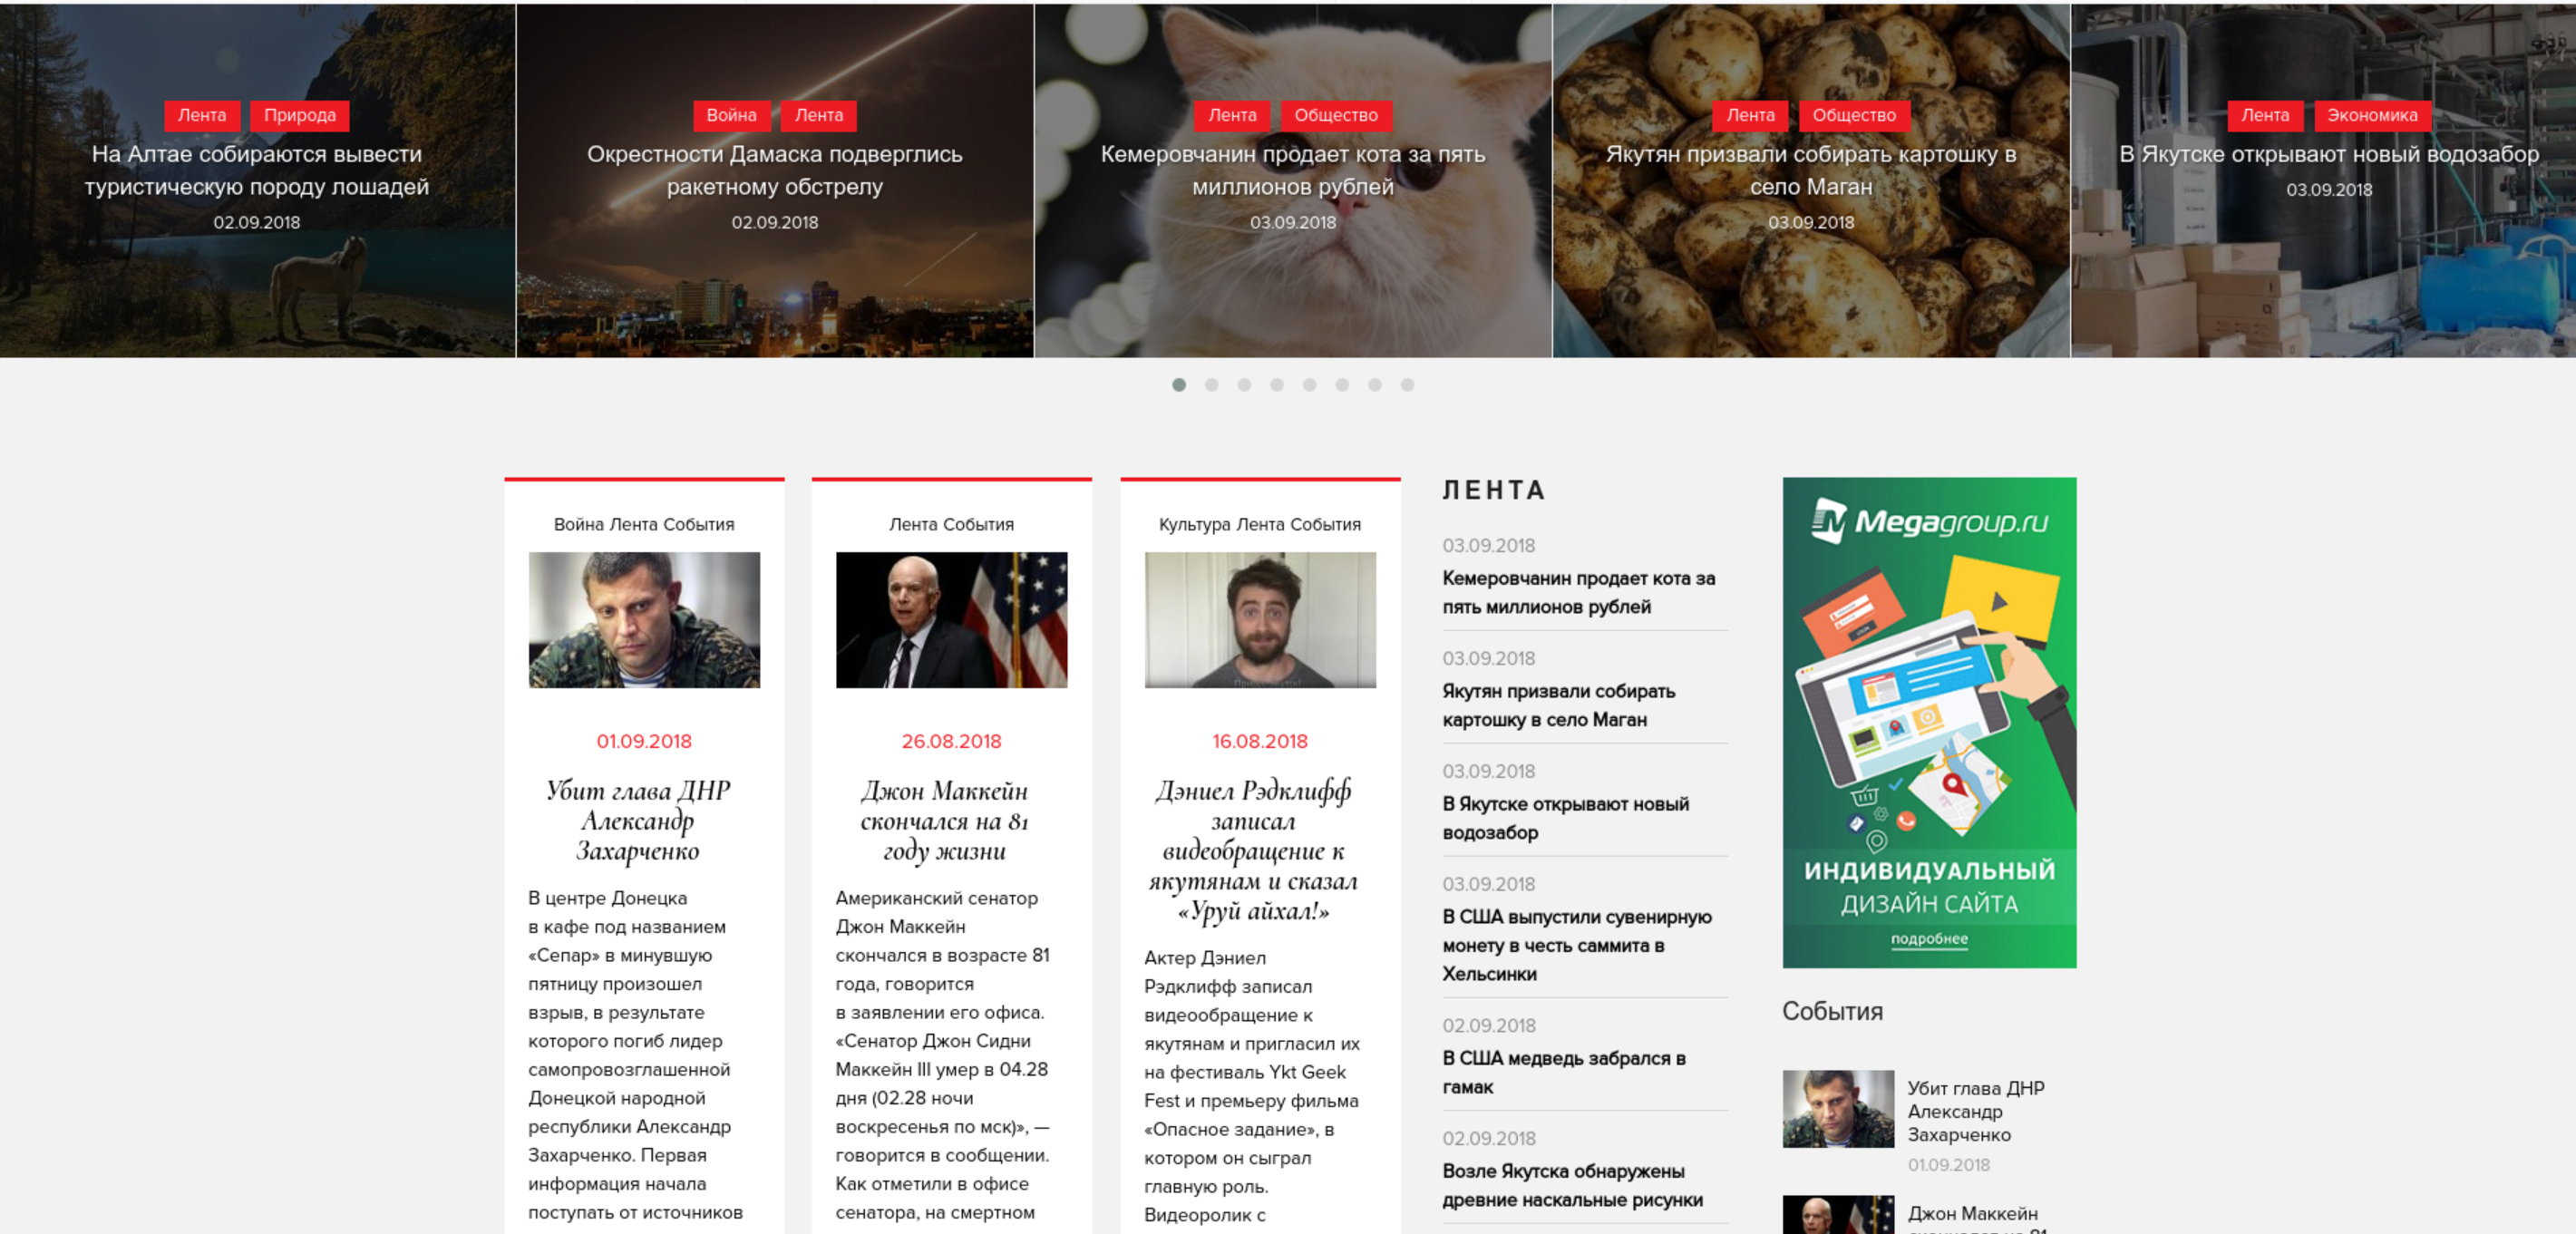 Лента Природа
На Алтае собираются вывести
туристическую породу лошадей
02.09.2018
Война Лента
Окрестности Дамаска подверглись
ракетному обстрелу
02.09.2018
Лента Общество
Кемеровчанин продает кота за пять
миллионов рублей
03.09.2018
Лента Общество
Якутян призвали собирать картошку в
село Маган
03.09.2018
Лента Экономика
В Якутске открывают новый водозабор
03.09.2018
Война Лента События
01.09.2018
Убит глава ДНР
Александр
Захарченко
В центре Донецка
в кафе под названием
«Сепар» в минувшую
пятницу произошел
взрыв, в результате
которого погиб лидер
самопровозглашенной
Донецкой народной
республики Александр
Захарченко. Первая
информация начала
поступать от источников
Лента События
26.08.2018
Джон Маккейн
скончался на 81
году жизни
Американский сенатор
Джон Маккейн
скончался в возрасте 81
года, говорится
в заявлении его офиса.
«Сенатор Джон Сидни
Маккейн III умер в 04.28
дня (02.28 ночи
воскресенья по мск)», —
говорится в сообщении.
Как отметили в офисе
сенатора, на смертном
Культура Лента События
16.08.2018
Дэниел Рэдклифф
записал
видеобращение к
якутянам и сказал
«Уруй айхал!»
Актер Дэниел
Рэдклифф записал
видеообращение к
якутянам и пригласил их
на фестиваль Ykt Geek
Fest и премьеру фильма
«Опасное задание», в
котором он сыграл
главную роль.
Видеоролик с
ЛЕНТА
03.09.2018
Кемеровчанин продает кота за
пять миллионов рублей
03.09.2018
Якутян призвали собирать
картошку в село Маган
03.09.2018
В Якутске открывают новый
водозабор
03.09.2018
В США выпустили сувенирную
монету в честь саммита в
Хельсинки
02.09.2018
В США медведь забрался в
гамак
02.09.2018
Возле Якутска обнаружены
древние наскальные рисунки
Megagroup.ru
ИНДИВИДУАЛЬНЫЙ
ДИЗАЙН САЙТА
подробнее
События
Убит глава ДНР
Александр
Захарченко
01.09.2018
Джон Маккейн